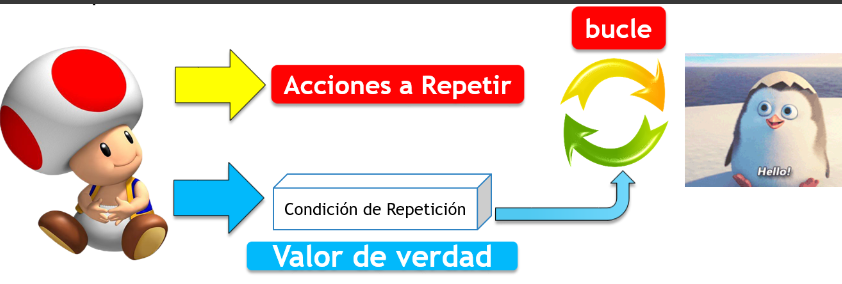 bucle
Acciones a Repetir
Hello!
Condición de Repetición
Valor de verdad